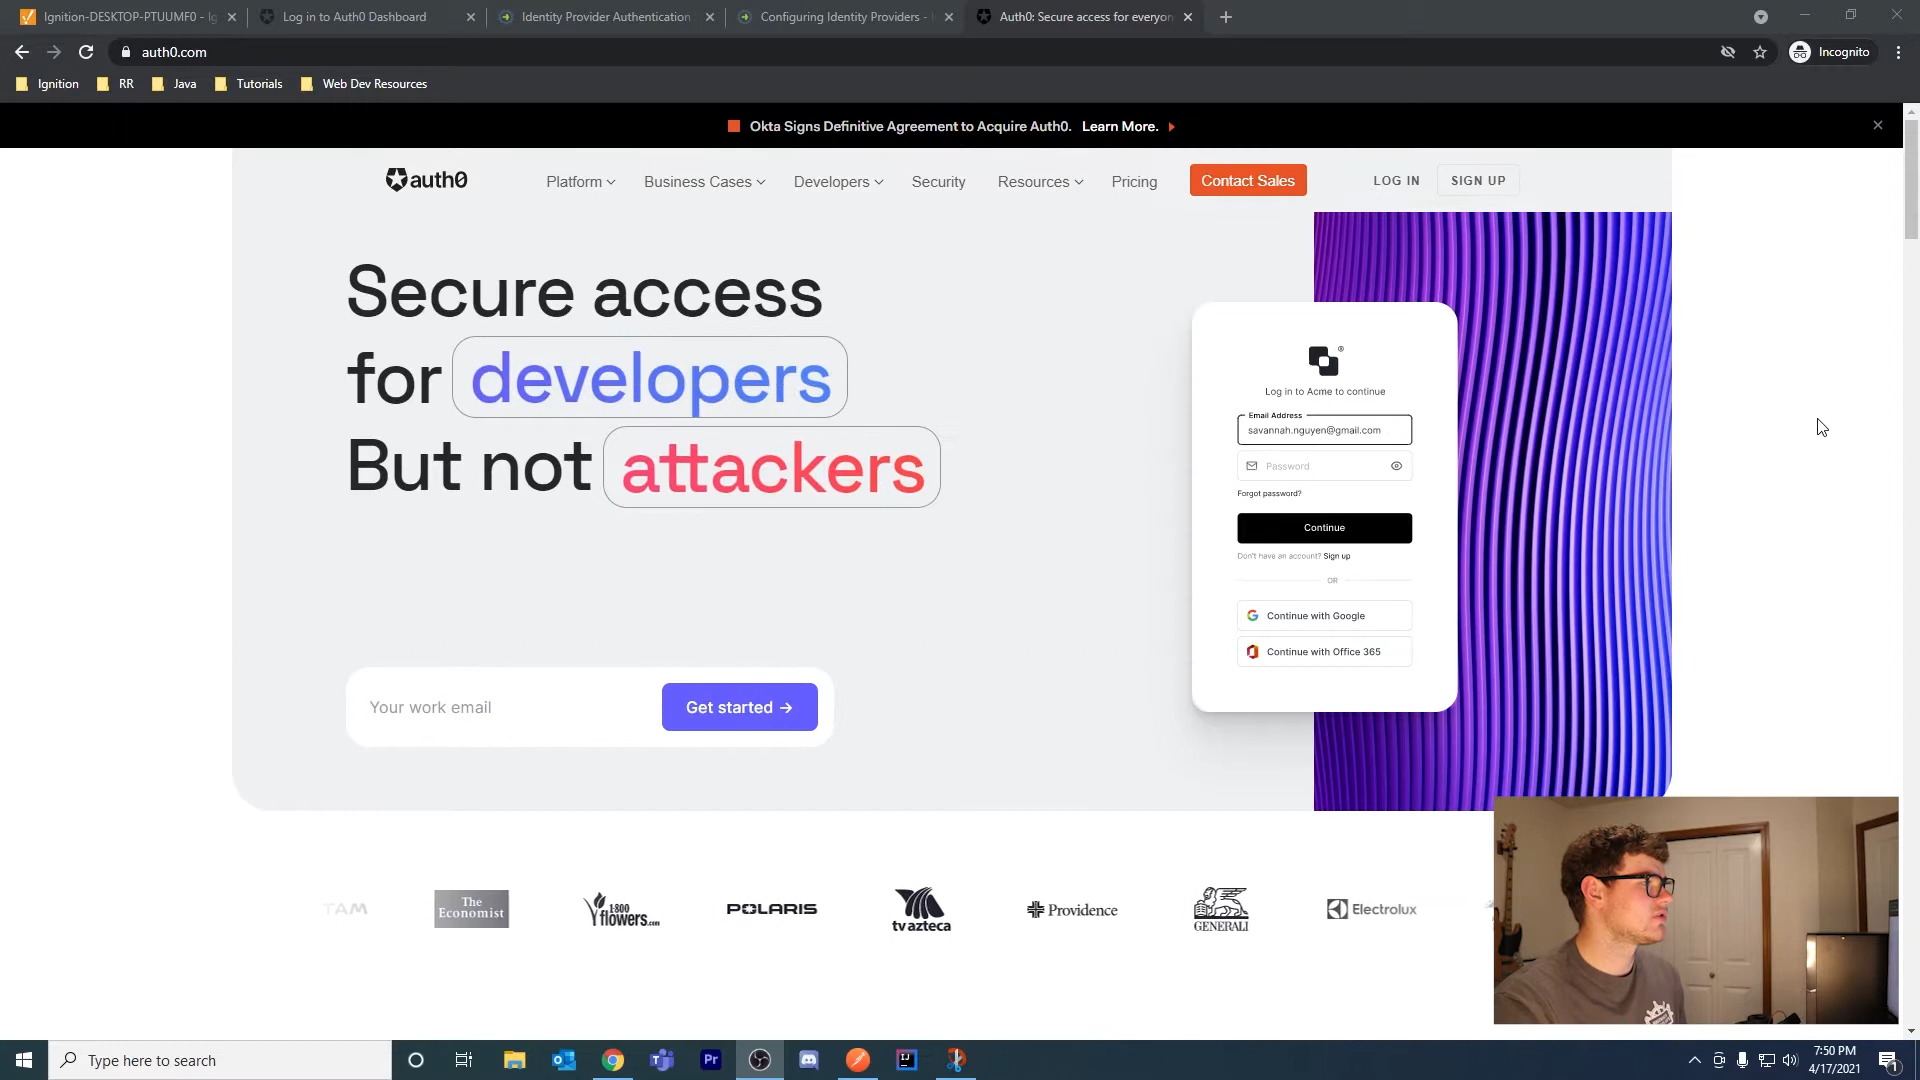 Ignition-DESKTOP-PTUUMF0 - Ig
Log in to Auth0 Dashboard
Identity Provider Authentication
Configuring Identity Providers -
Auth0: Secure access for everyon
auth0.com
Incognito
Ignition
RR
Java
Tutorials
Web Dev Resources
Okta Signs Definitive Agreement to Acquire Auth0. Learn More.
auth0
Platform
Business Cases
Developers
Security
Resources
Pricing
Contact Sales
LOG IN
SIGN UP
Secure access
for developers
But not attackers
Your work email
Get started →
Log in to Acme to continue
Email Address
savannah.nguyen@gmail.com
Password
Forgot password?
Continue
Don't have an account? Sign up
OR
Continue with Google
Continue with Office 365
TAM
The
Economist
1-800
flowers.com
POLARIS
tv azteca
Providence
GENERALI
Electrolux
Type here to search
Pr
IJ
7:50 PM
4/17/2021
1